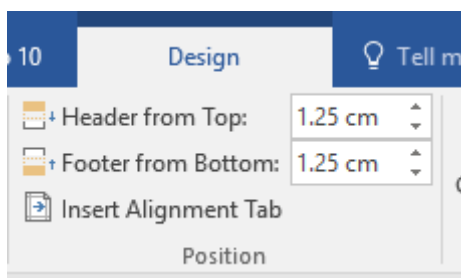 10 Design Tell m
Header from Top: 1.25 cm
Footer from Bottom: 1.25 cm
Insert Alignment Tab
Position